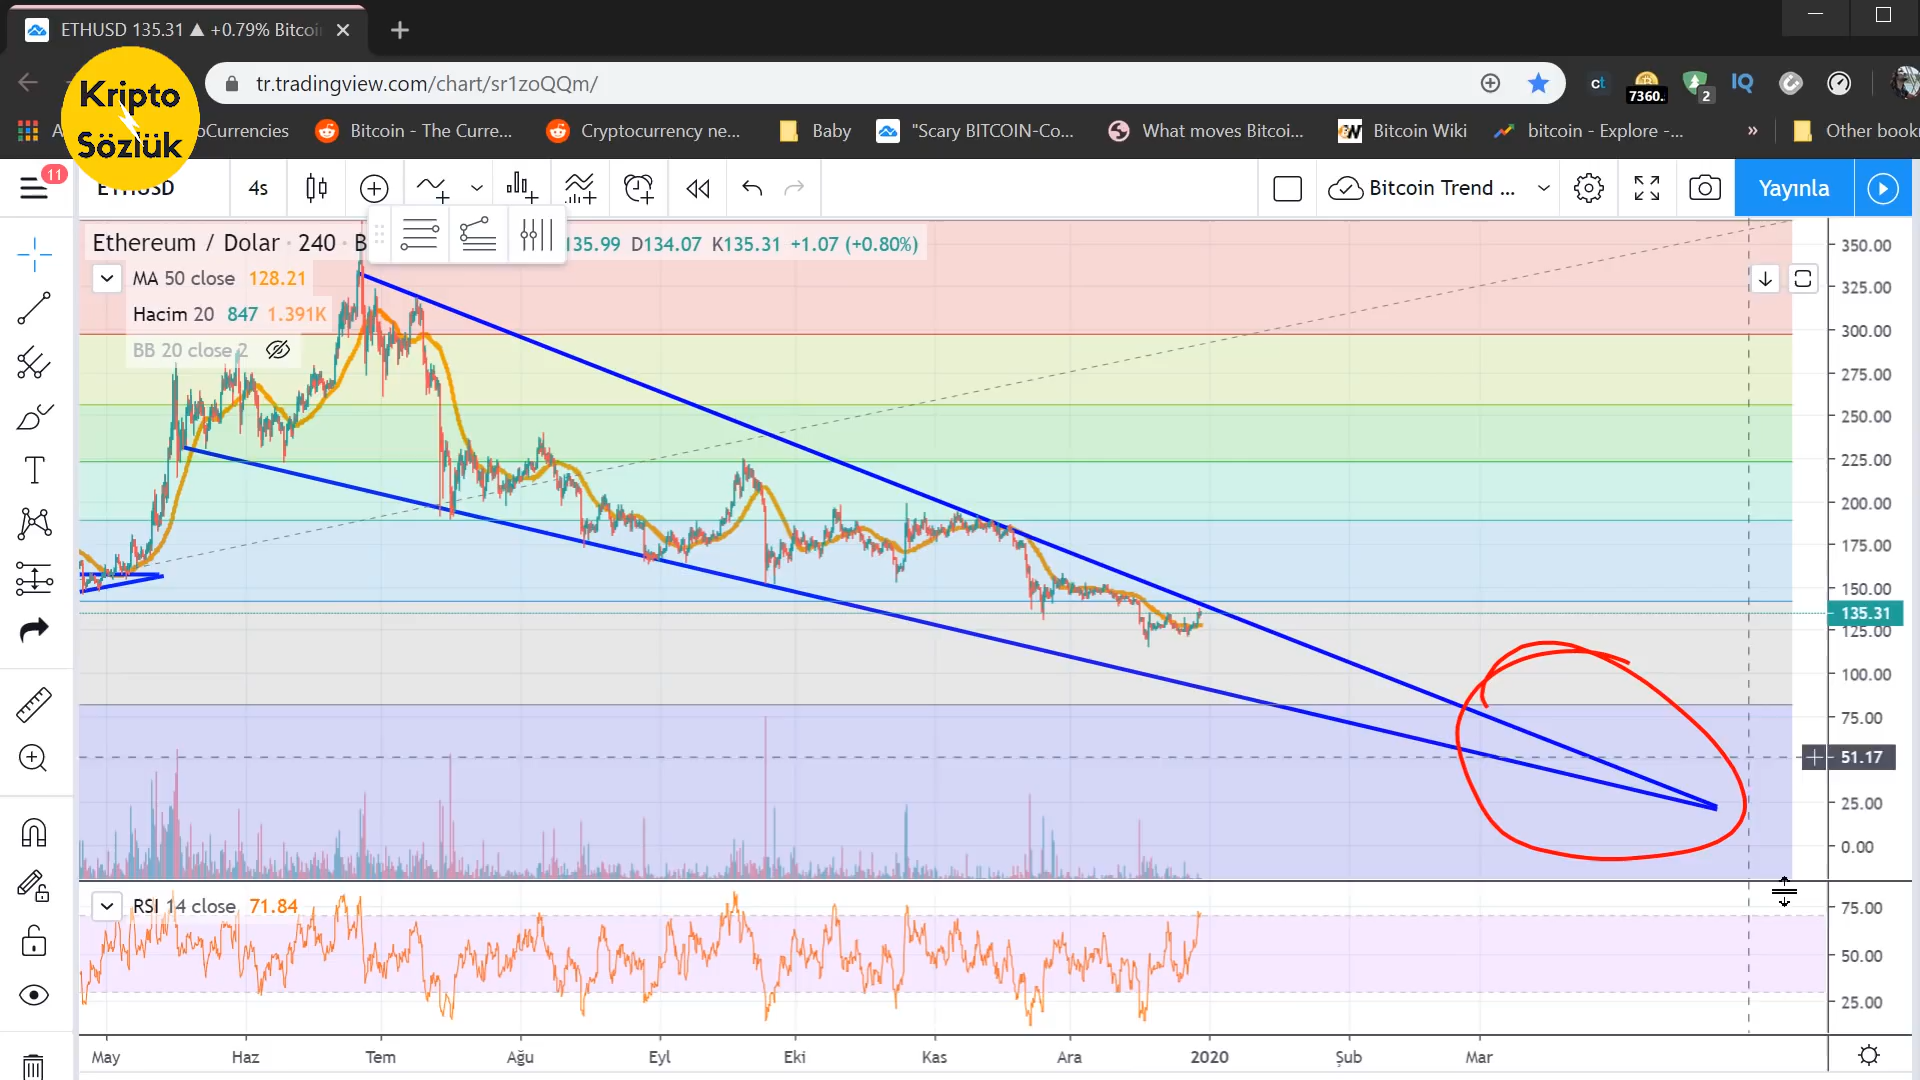 ETHUSD 135.31 ▲ +0.79% Bitcoi
tr.tradingview.com/chart/sr1zoQQm/
ct
7360.
2
IQ
Kripto
Sözlük
A
oCurrencies
Bitcoin - The Curre...
Cryptocurrency ne...
Baby
"Scary BITCOIN-Co...
What moves Bitcoi...
Bitcoin Wiki
bitcoin - Explore -...
»
Other book
11
ETHUSD
4s
Bitcoin Trend ...
Yayınla
Ethereum / Dolar · 240 · B
135.99 D134.07 K135.31 +1.07 (+0.80%)
MA 50 close 128.21
Hacim 20 847 1.391K
BB 20 close 2
350.00
325.00
300.00
275.00
250.00
225.00
200.00
175.00
150.00
135.31
125.00
100.00
75.00
51.17
25.00
0.00
RSI 14 close 71.84
75.00
50.00
25.00
May Haz Tem Ağu Eyl Eki Kas Ara 2020 Şub Mar